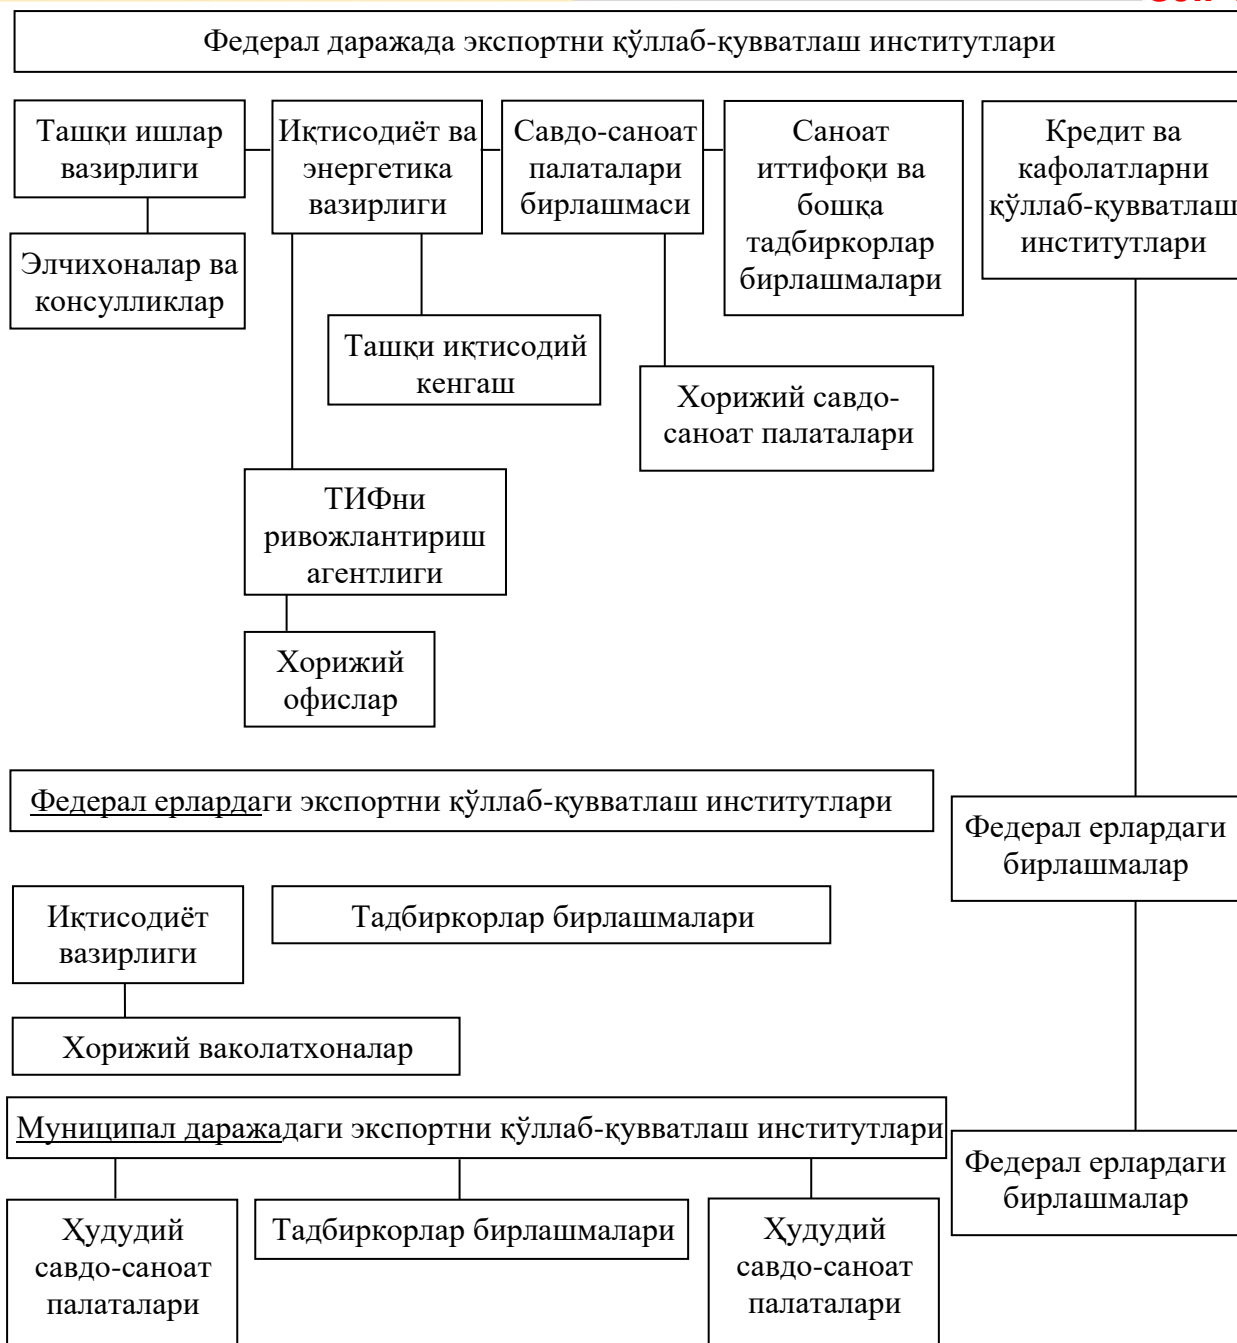 Федерал даражада экспортни қўллаб-қувватлаш институтлари
Ташқи ишлар
вазирлиги
Иқтисодиёт ва
энергетика
вазирлиги
Савдо-саноат
палаталари
бирлашмаси
Саноат
иттифоқи ва
бошқа
тадбиркорлар
бирлашмалари
Кредит ва
кафолатларни
қўллаб-қувватлаш
институтлари
Элчихоналар ва
консулликлар
Ташқи иқтисодий
кенгаш
Хорижий савдо-
саноат палаталари
ТИФни
ривожлантириш
агентлиги
Хорижий
офислар
Федерал ерлардаги экспортни қўллаб-қувватлаш институтлари
Федерал ерлардаги
бирлашмалар
Иқтисодиёт
вазирлиги
Тадбиркорлар бирлашмалари
Хорижий ваколатхоналар
Муниципал даражадаги экспортни қўллаб-қувватлаш институтлари
Федерал ерлардаги
бирлашмалар
Ҳудудий
савдо-саноат
палаталари
Тадбиркорлар бирлашмалари
Ҳудудий
савдо-саноат
палаталари